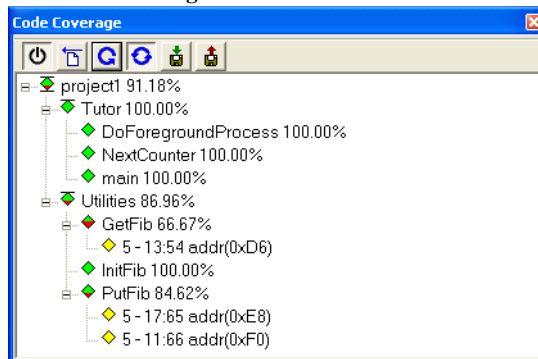 Code Coverage
project1 91.18%
Tutor 100.00%
DoForegroundProcess 100.00%
NextCounter 100.00%
main 100.00%
Utilities 86.96%
GetFib 66.67%
5 - 13:54 addr(0xD6)
InitFib 100.00%
PutFib 84.62%
5 - 17:65 addr(0xE8)
5 - 11:66 addr(0xF0)